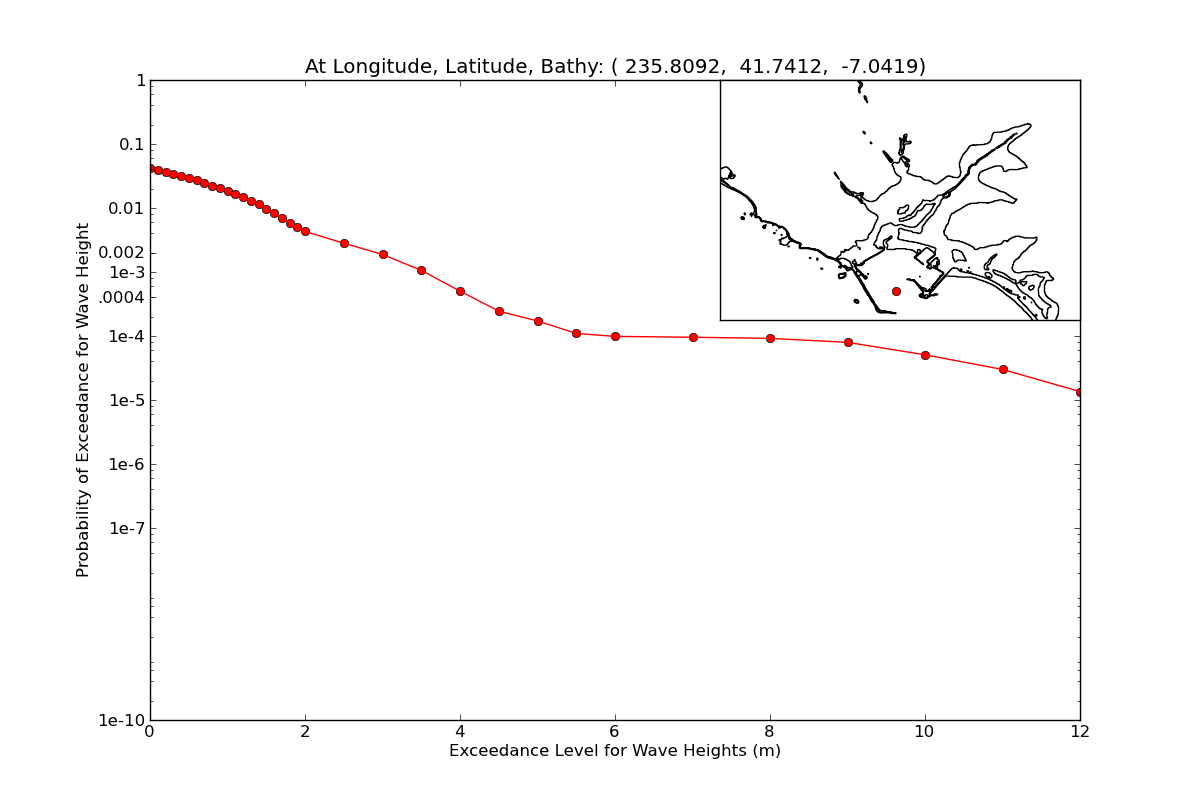 At Longitude, Latitude, Bathy: ( 235.8092,  41.7412,  -7.0419)
1
0.1
0.01
0.002
1e-3
.0004
1e-4
1e-5
1e-6
1e-7
1e-10
Probability of Exceedance for Wave Height
0 2 4 6 8 10 12
Exceedance Level for Wave Heights (m)